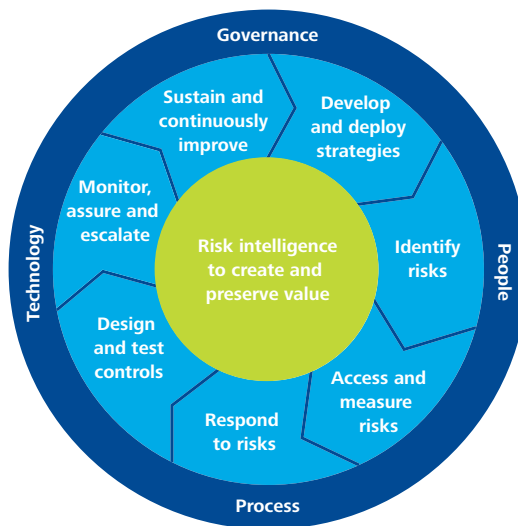 Governance
Sustain and
continuously
improve
Develop
and deploy
strategies
Monitor,
assure and
escalate
Identify
risks
Risk intelligence
to create and
preserve value
Technology
People
Design
and test
controls
Access and
measure
risks
Respond
to risks
Process